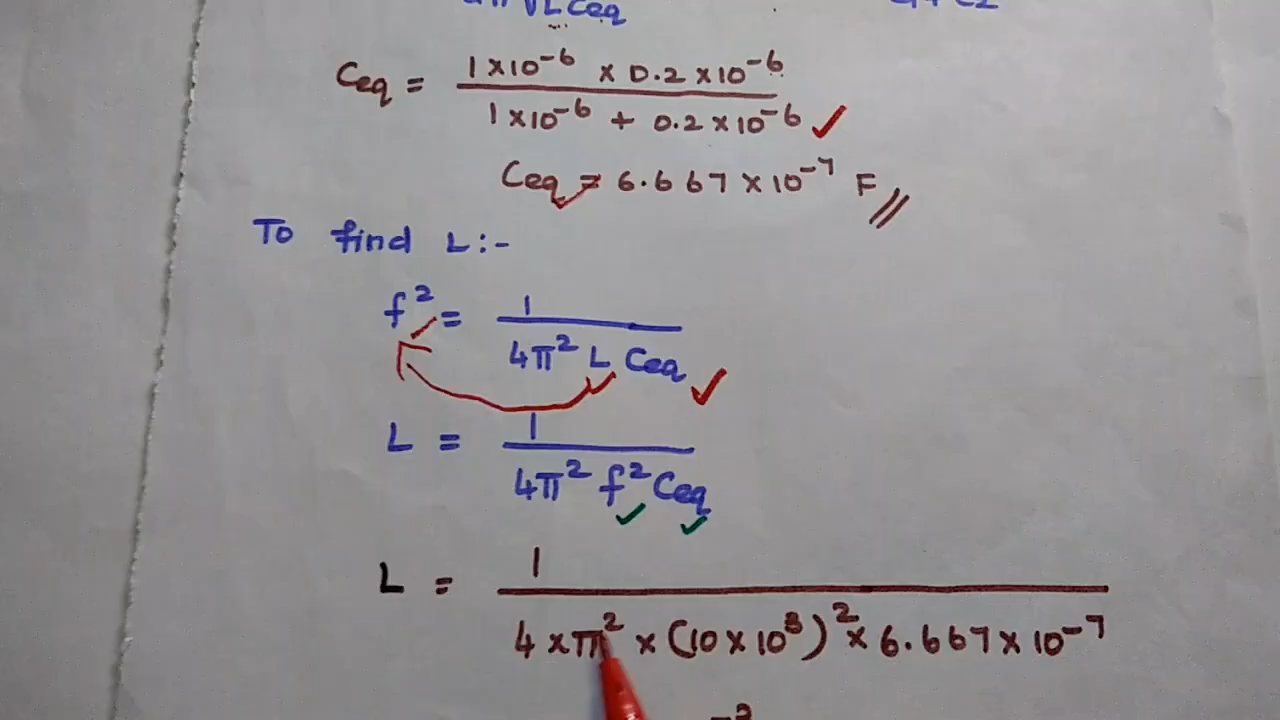 Ceq = 1×10⁻⁶ × 0.2×10⁻⁶ / 1×10⁻⁶ + 0.2×10⁻⁶ ✓
Ceq = 6.667×10⁻⁷ F //
To find L:-
f² = 1 / 4π² L Ceq ✓
L = 1 / 4π² f² Ceq
L = 1 / 4×π² × (10×10³)² × 6.667×10⁻⁷